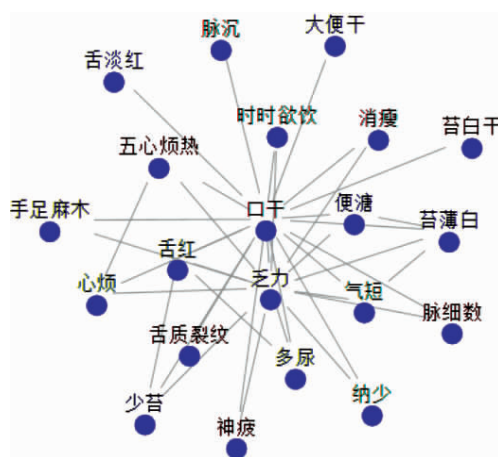 脉沉
大便干
舌淡红
时时欲饮
消瘦
苔白干
五心烦热
手足麻木
口干
便溏
苔薄白
舌红
心烦
乏力
气短
脉细数
舌质裂纹
多尿
少苔
神疲
纳少